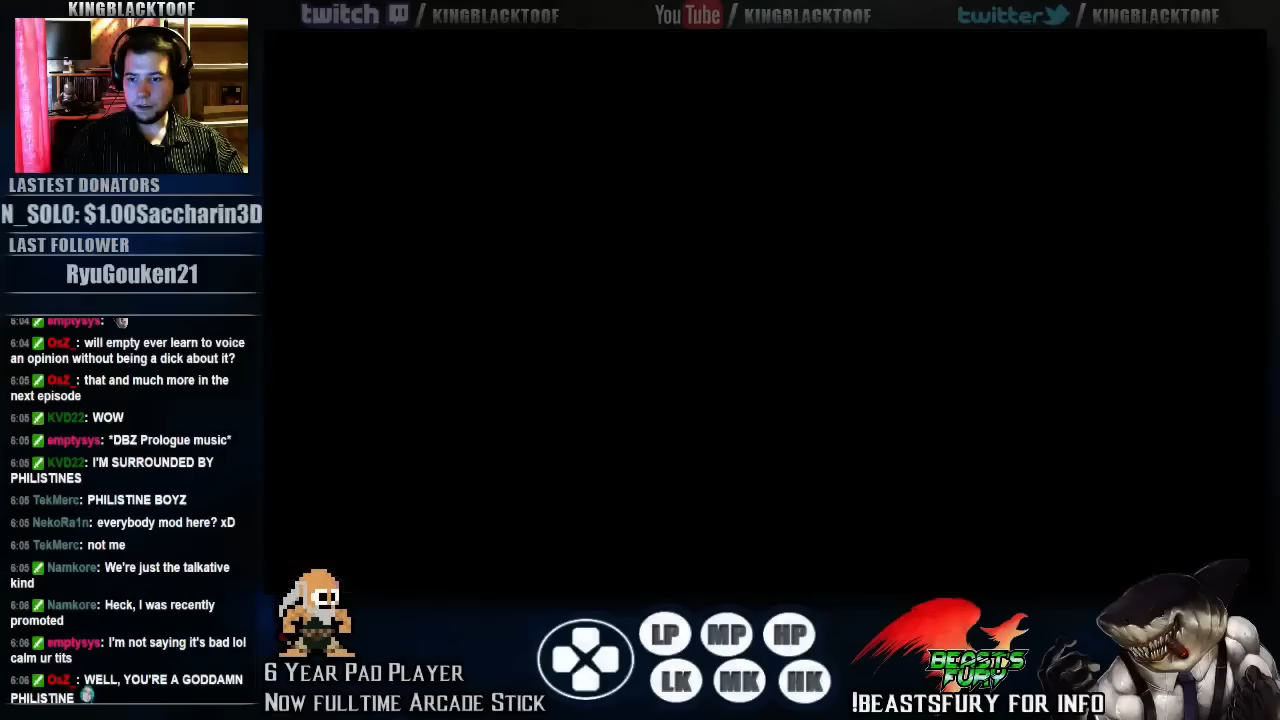 KINGBLACKTOOF
twitch / KINGBLACKTOOF
You Tube / KINGBLACKTOOF
twitter / KINGBLACKTOOF
LASTEST DONATORS
N_SOLO: $1.00Saccharin3D
LAST FOLLOWER
RyuGouken21
6:04 emptysys:
6:04 OsZ_: will empty ever learn to voice
an opinion without being a dick about it?
6:05 OsZ_: that and much more in the
next episode
6:05 KVD22: WOW
6:05 emptysys: *DBZ Prologue music*
6:05 KVD22: I'M SURROUNDED BY
PHILISTINES
6:05 TekMerc: PHILISTINE BOYZ
6:05 NekoRa1n: everybody mod here? xD
6:05 TekMerc: not me
6:05 Namkore: We're just the talkative
kind
6:06 Namkore: Heck, I was recently
promoted
6:06 emptysys: I'm not saying it's bad lol
calm ur tits
6:06 OsZ_: WELL, YOU'RE A GODDAMN
PHILISTINE
6 YEAR PAD PLAYER
NOW FULLTIME ARCADE STICK
LP MP HP
LK MK HK
BEAST'S
FURY
!BEASTSFURY FOR INFO